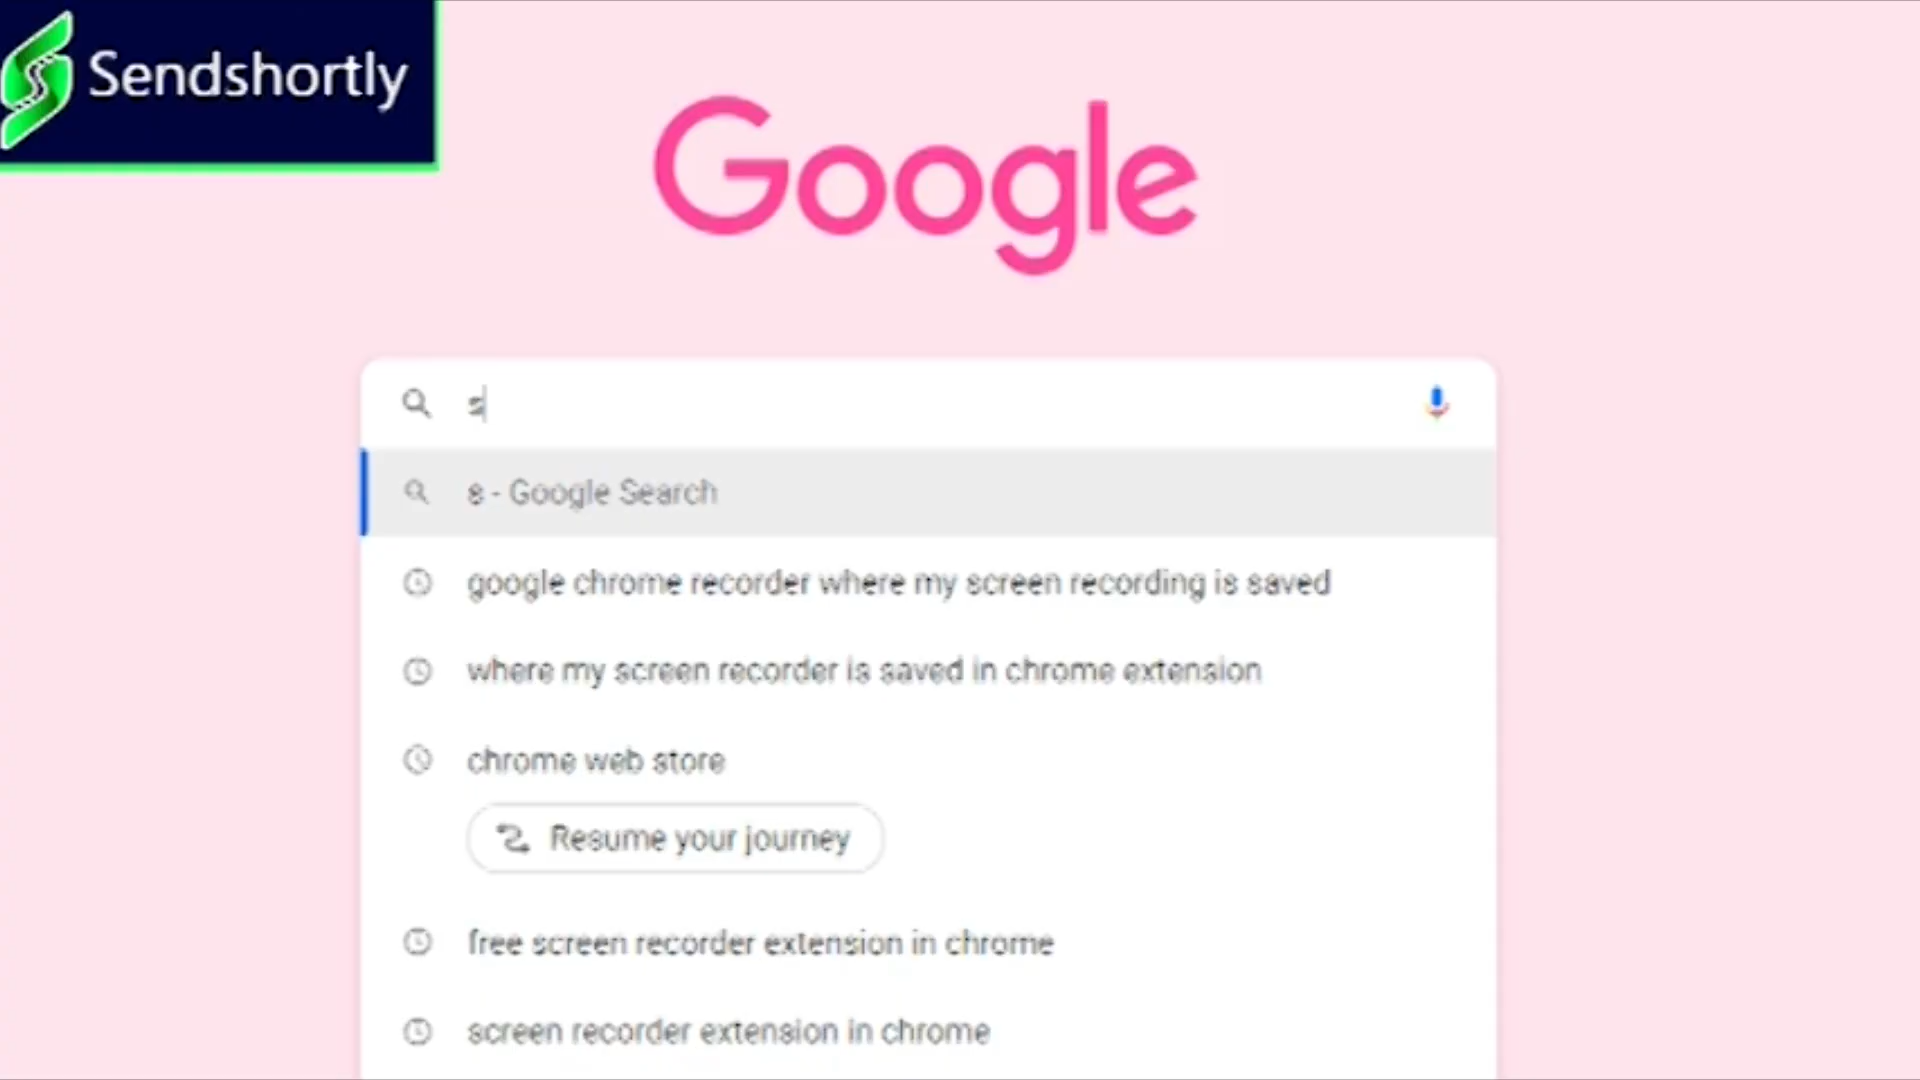 Sendshortly
Google
s
s - Google Search
google chrome recorder where my screen recording is saved
where my screen recorder is saved in chrome extension
chrome web store
Resume your journey
free screen recorder extension in chrome
screen recorder extension in chrome